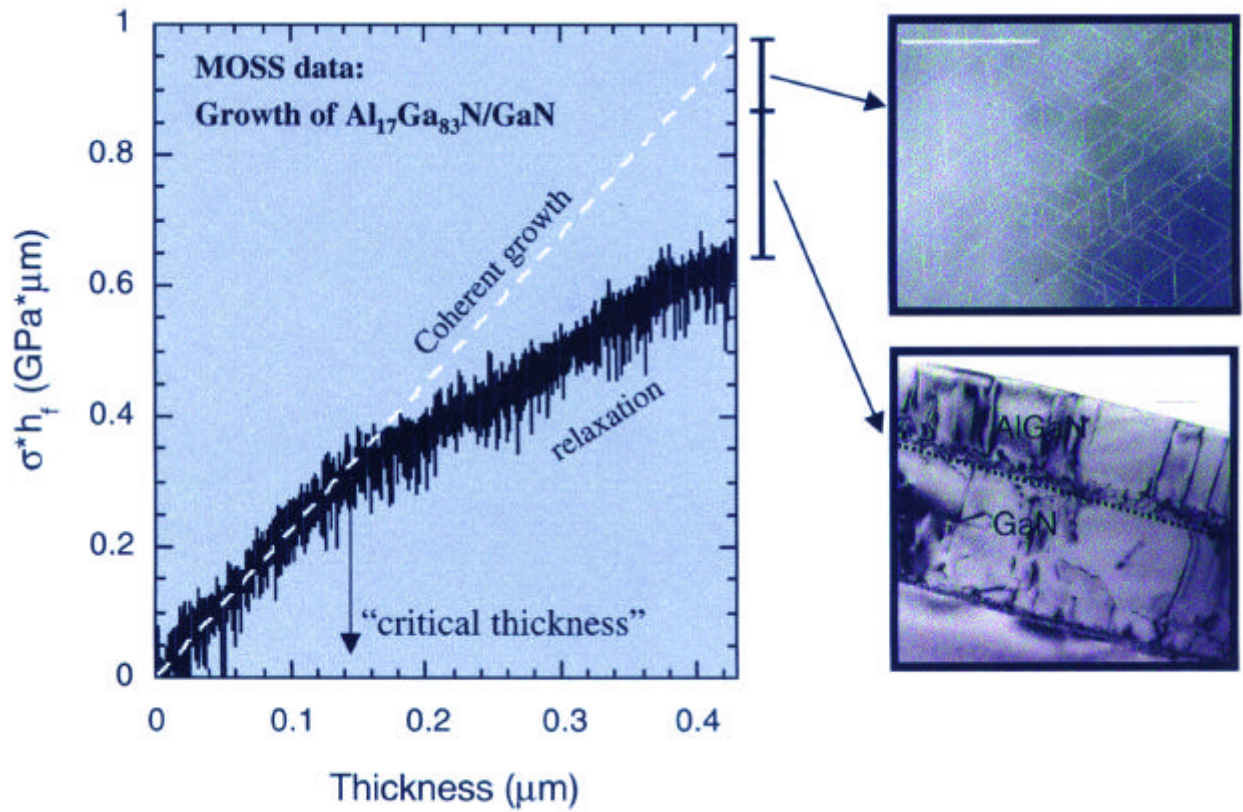 1
0.8
0.6
0.4
0.2
0
σ*h_f (GPa*μm)
MOSS data:
Growth of Al₁₇Ga₈₃N/GaN
Coherent growth
relaxation
“critical thickness”
0 0.1 0.2 0.3 0.4
Thickness (μm)
AlGaN
GaN